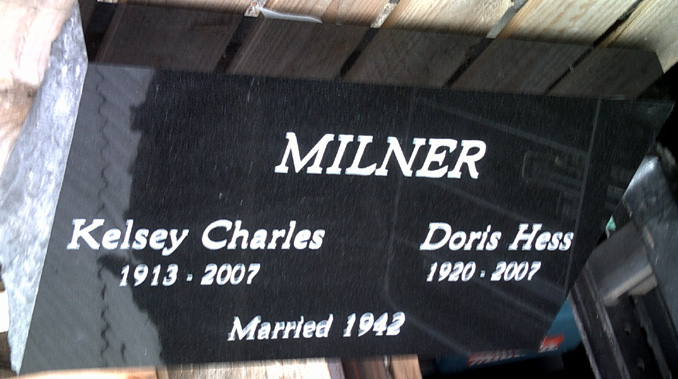 MILNER
Kelsey Charles
Doris Hess
1913 - 2007
1920 - 2007
Married 1942